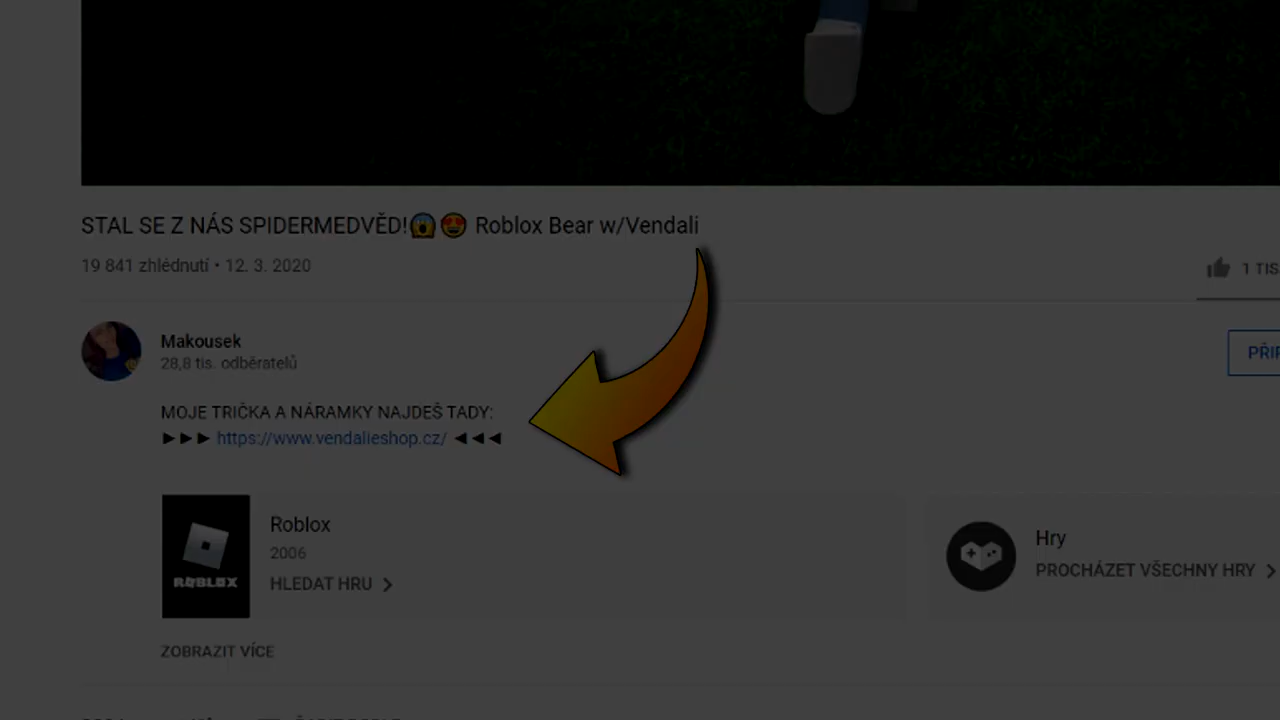 STAL SE Z NÁS SPIDERMEDVĚD!😱😍 Roblox Bear w/Vendali
19 841 zhlédnutí • 12. 3. 2020
1 TIS
Makousek
28,8 tis. odběratelů
MOJE TRIČKA A NÁRAMKY NAJDEŠ TADY:
►►► https://www.vendalieshop.cz/ ◄◄◄
Roblox
2006
HLEDAT HRU
ROBLOX
Hry
PROCHÁZET VŠECHNY HRY
ZOBRAZIT VÍCE